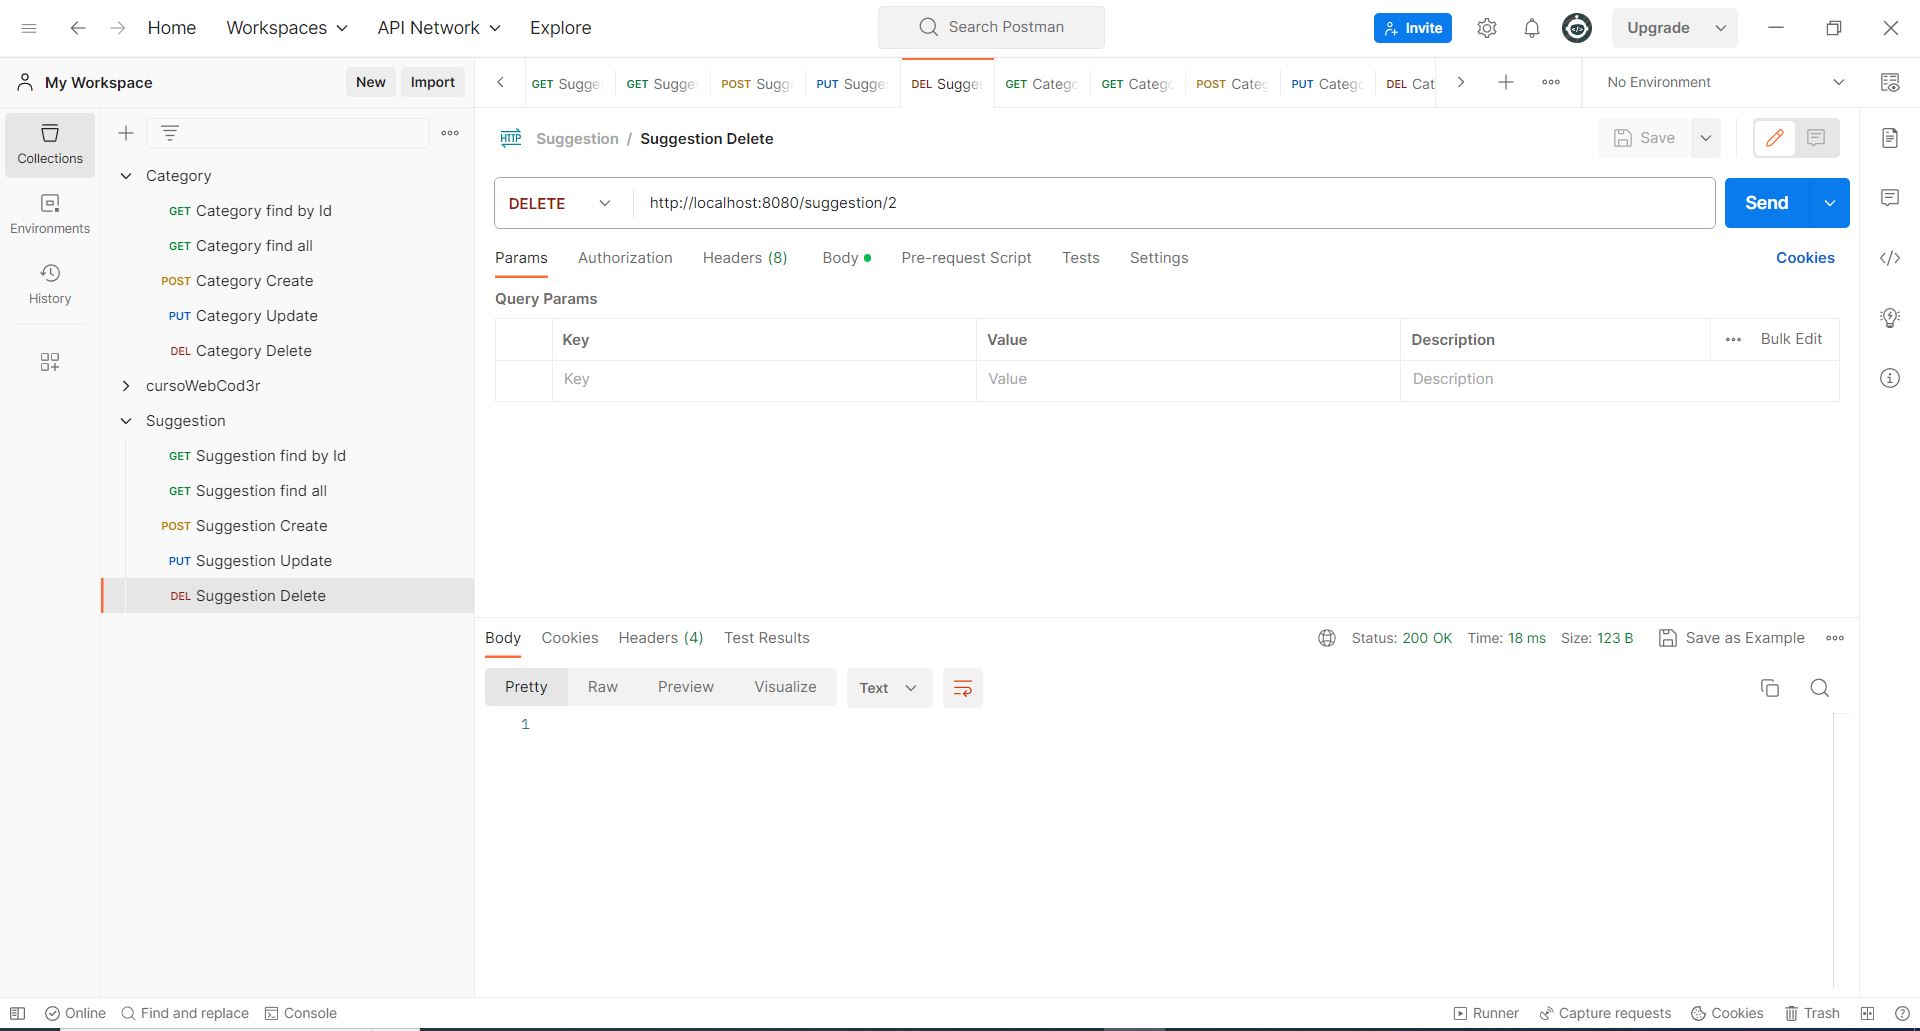 Home Workspaces API Network Explore Search Postman Invite Upgrade
My Workspace New Import GET Sugge GET Sugge POST Sugg PUT Sugge DEL Sugge GET Catego GET Catego POST Categ PUT Catego DEL Cat No Environment
Collections
Environments
History
Category
GET Category find by Id
GET Category find all
POST Category Create
PUT Category Update
DEL Category Delete
cursoWebCod3r
Suggestion
GET Suggestion find by Id
GET Suggestion find all
POST Suggestion Create
PUT Suggestion Update
DEL Suggestion Delete
HTTP Suggestion / Suggestion Delete Save
DELETE http://localhost:8080/suggestion/2 Send
Params Authorization Headers (8) Body Pre-request Script Tests Settings Cookies
Query Params
Key Value Description Bulk Edit
Key Value Description
Body Cookies Headers (4) Test Results Status: 200 OK Time: 18 ms Size: 123 B Save as Example
Pretty Raw Preview Visualize Text
1
Online Find and replace Console Runner Capture requests Cookies Trash